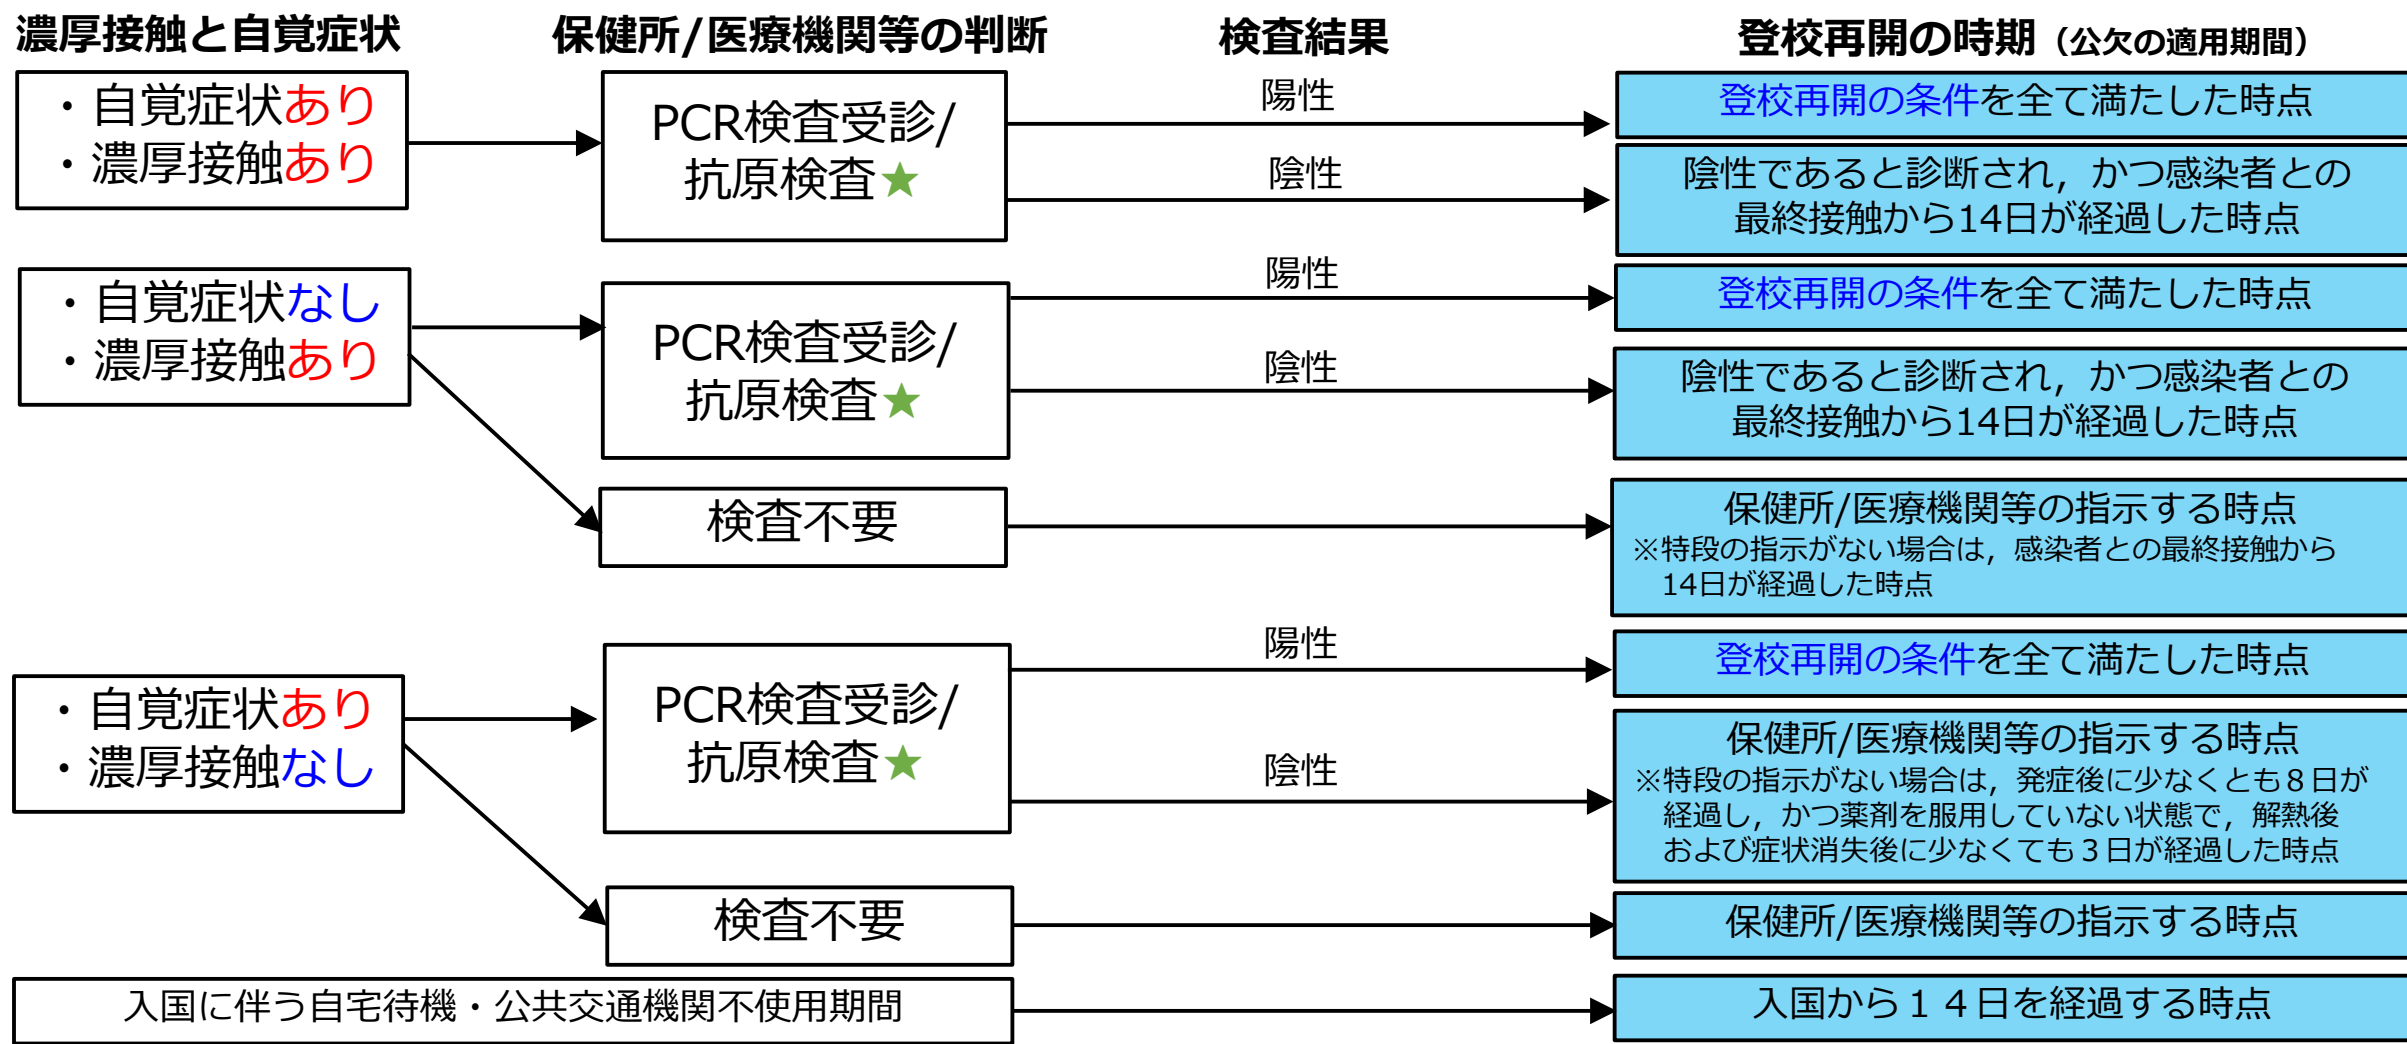 濃厚接触と自覚症状
保健所/医療機関等の判断
検査結果
登校再開の時期（公欠の適用期間）
・自覚症状あり
・濃厚接触あり
PCR検査受診/
抗原検査★
陽性
登校再開の条件を全て満たした時点
陰性
陰性であると診断され，かつ感染者との
最終接触から14日が経過した時点
・自覚症状なし
・濃厚接触あり
PCR検査受診/
抗原検査★
陽性
登校再開の条件を全て満たした時点
陰性
陰性であると診断され，かつ感染者との
最終接触から14日が経過した時点
検査不要
保健所/医療機関等の指示する時点
※特段の指示がない場合は，感染者との最終接触から
14日が経過した時点
・自覚症状あり
・濃厚接触なし
PCR検査受診/
抗原検査★
陽性
登校再開の条件を全て満たした時点
陰性
保健所/医療機関等の指示する時点
※特段の指示がない場合は，発症後に少なくとも８日が
経過し，かつ薬剤を服用していない状態で，解熱後
および症状消失後に少なくても３日が経過した時点
検査不要
保健所/医療機関等の指示する時点
入国に伴う自宅待機・公共交通機関不使用期間
入国から１４日を経過する時点